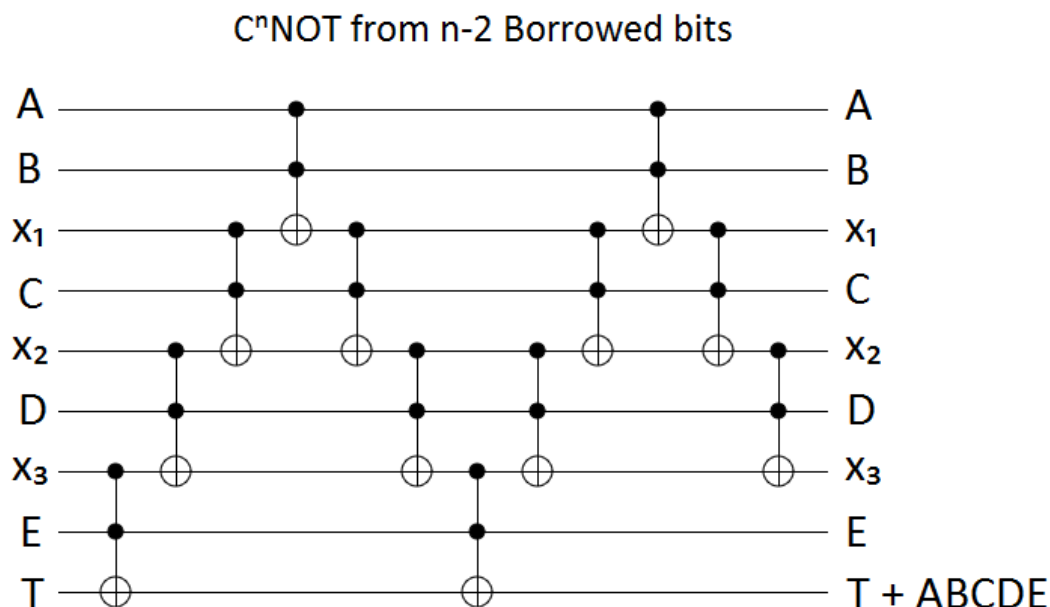 CⁿNOT from n-2 Borrowed bits
A A
B B
X₁ X₁
C C
X₂ X₂
D D
X₃ X₃
E E
T T + ABCDE